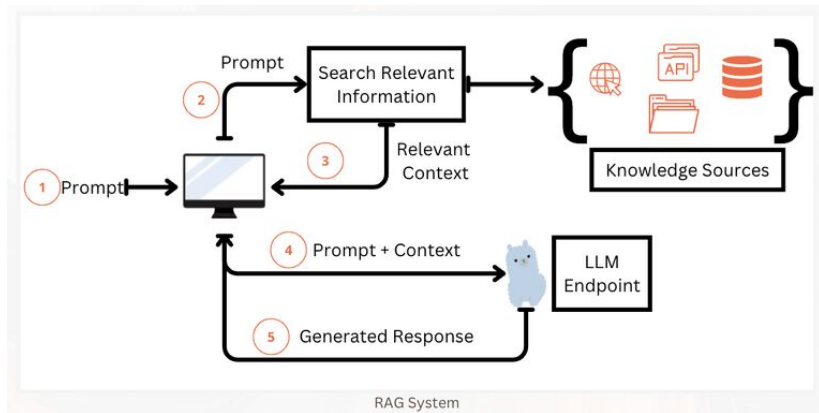 Prompt
2
Search Relevant
Information
API
3
Relevant
Context
Knowledge Sources
1
Prompt
4
Prompt + Context
LLM
Endpoint
5
Generated Response
RAG System